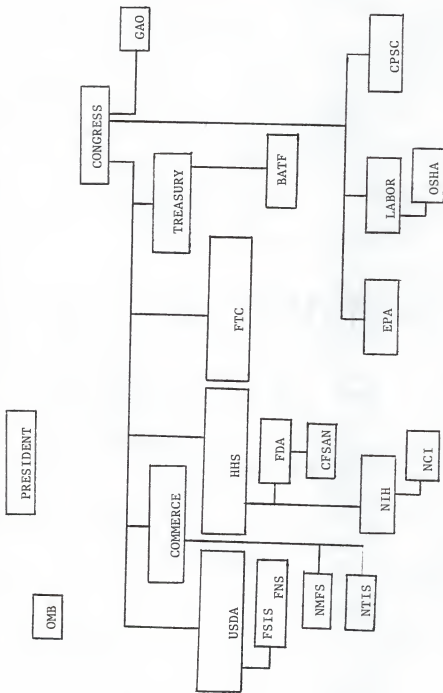 PRESIDENT
OMB
CONGRESS
GAO
USDA
FSIS FNS
COMMERCE
NMFS
NTIS
HHS
FDA
CFSAN
NIH
NCI
FTC
TREASURY
BATF
EPA
LABOR
OSHA
CPSC